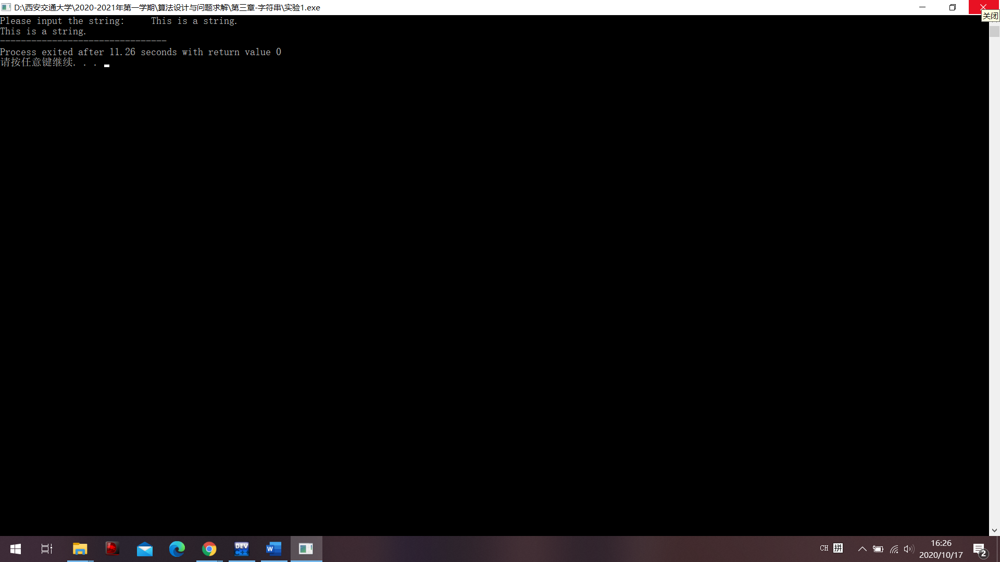 D:\西安交通大学\2020-2021年第一学期\算法设计与问题求解\第三章-字符串\实验1.exe
关闭
Please input the string:     This is a string.
This is a string.
--------------------------------
Process exited after 11.26 seconds with return value 0
请按任意键继续. . .
DEV C++
W
CH 拼
16:26
2020/10/17
2